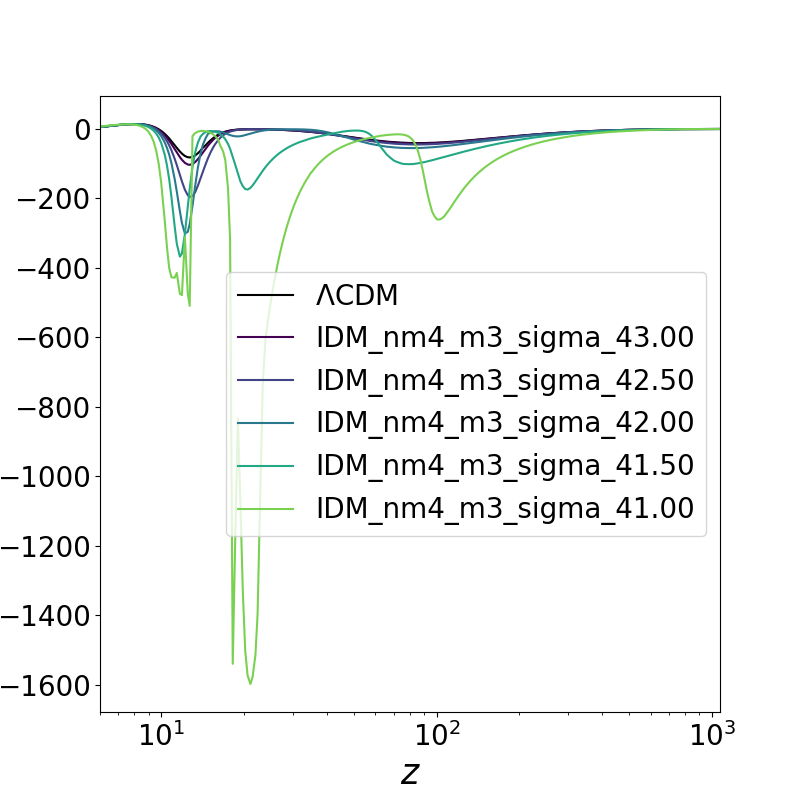 0
−200
−400
−600
−800
−1000
−1200
−1400
−1600
ΛCDM
IDM_nm4_m3_sigma_43.00
IDM_nm4_m3_sigma_42.50
IDM_nm4_m3_sigma_42.00
IDM_nm4_m3_sigma_41.50
IDM_nm4_m3_sigma_41.00
10¹ 10² 10³
z